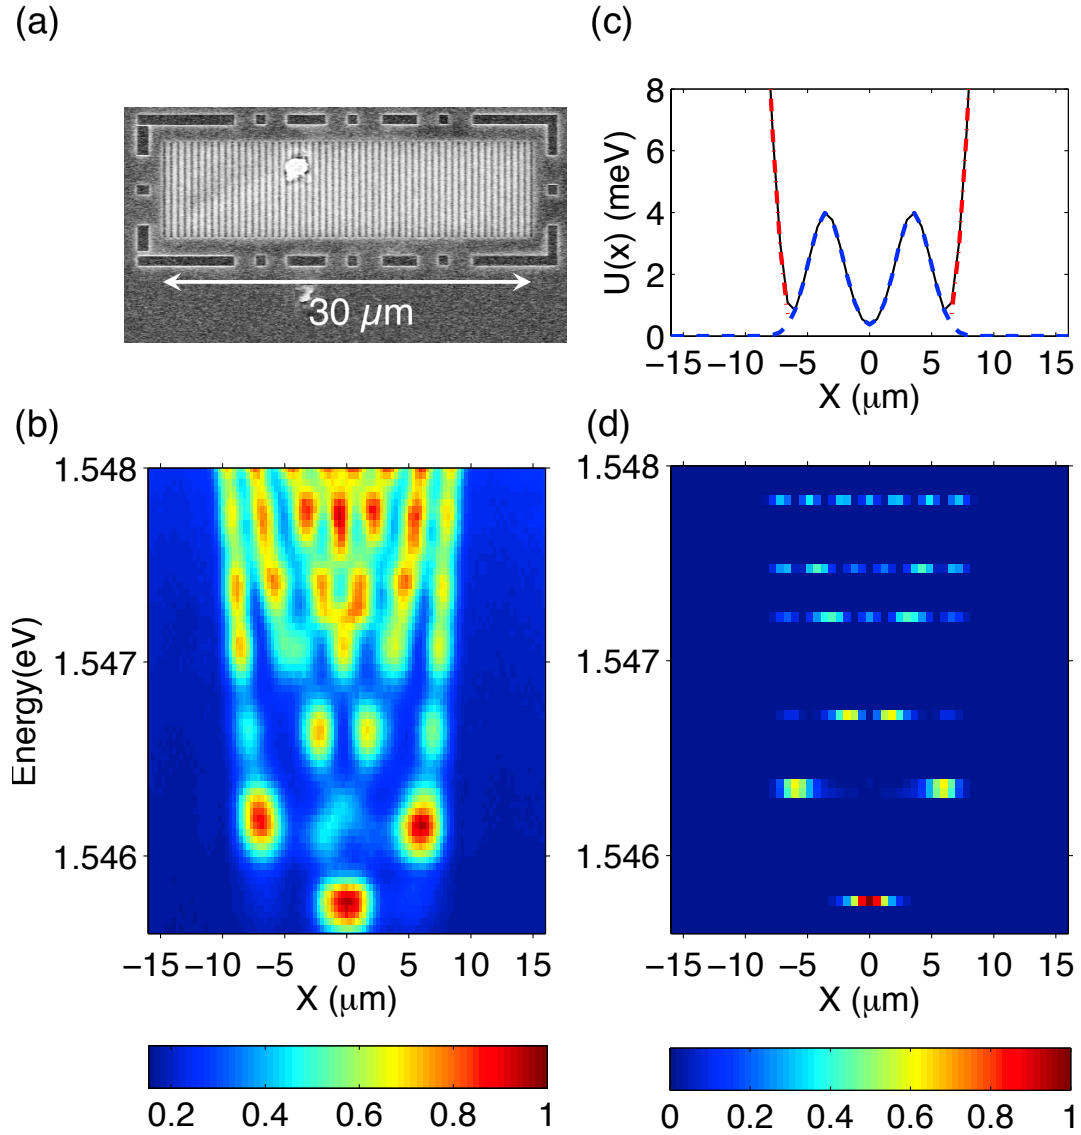 (a)
30 μm
(c)
8
6
4
2
0
U(x) (meV)
−15 −10 −5 0 5 10 15
X (μm)
(b)
1.548
1.547
1.546
Energy(eV)
−15 −10 −5 0 5 10 15
X (μm)
0.2 0.4 0.6 0.8 1
(d)
1.548
1.547
1.546
−15 −10 −5 0 5 10 15
X (μm)
0 0.2 0.4 0.6 0.8 1